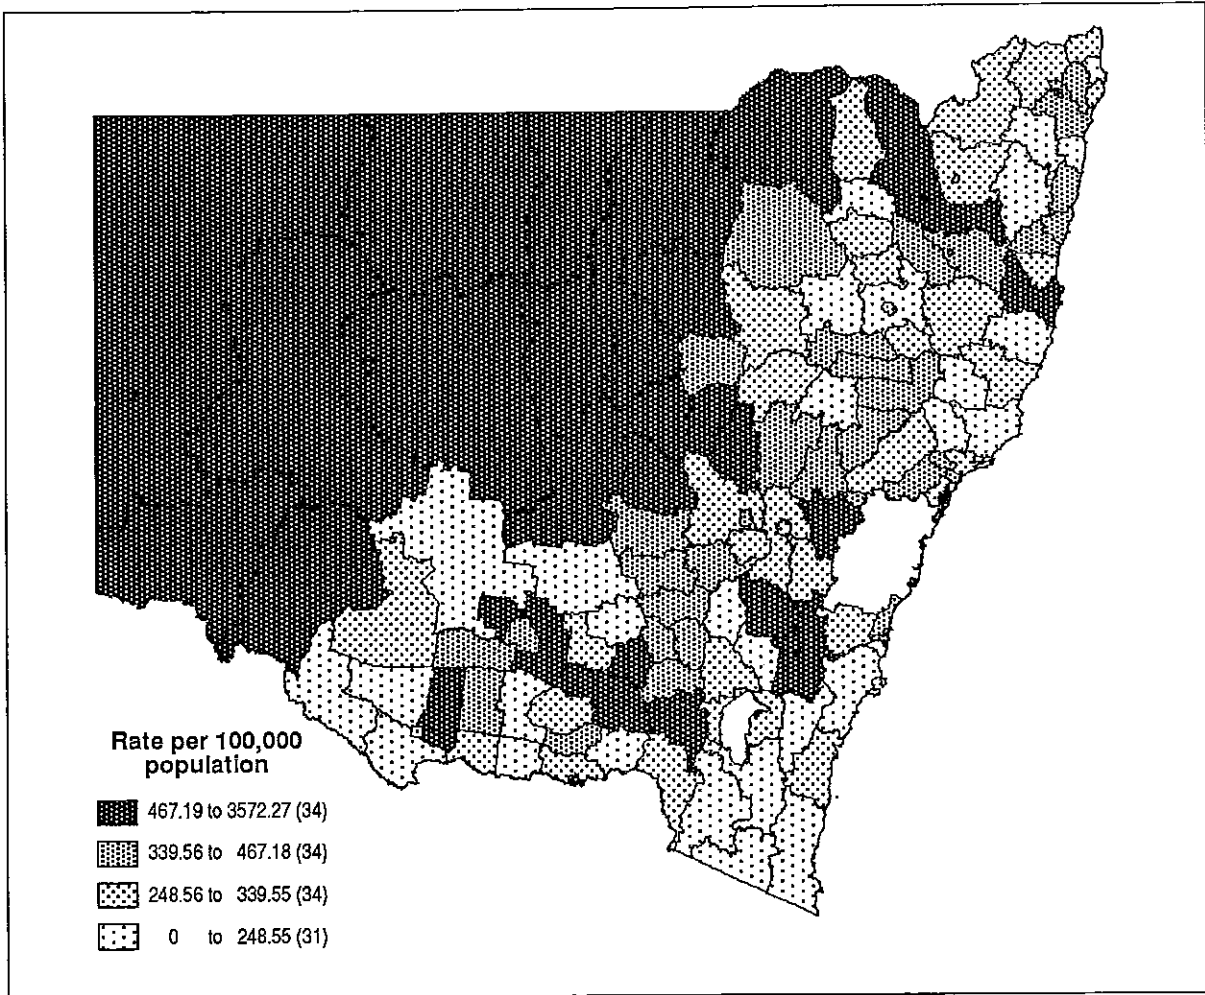 Rate per 100,000
population
467.19 to 3572.27 (34)
339.56 to 467.18 (34)
248.56 to 339.55 (34)
0 to 248.55 (31)